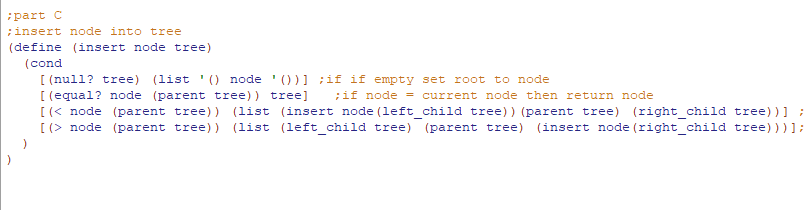 ;part C
;insert node into tree
(define (insert node tree)
  (cond
    [(null? tree) (list '() node '())] ;if if empty set root to node
    [(equal? node (parent tree)) tree]   ;if node = current node then return node
    [(< node (parent tree)) (list (insert node(left_child tree))(parent tree) (right_child tree))] ;
    [(> node (parent tree)) (list (left_child tree) (parent tree) (insert node(right_child tree)))];
  )
)